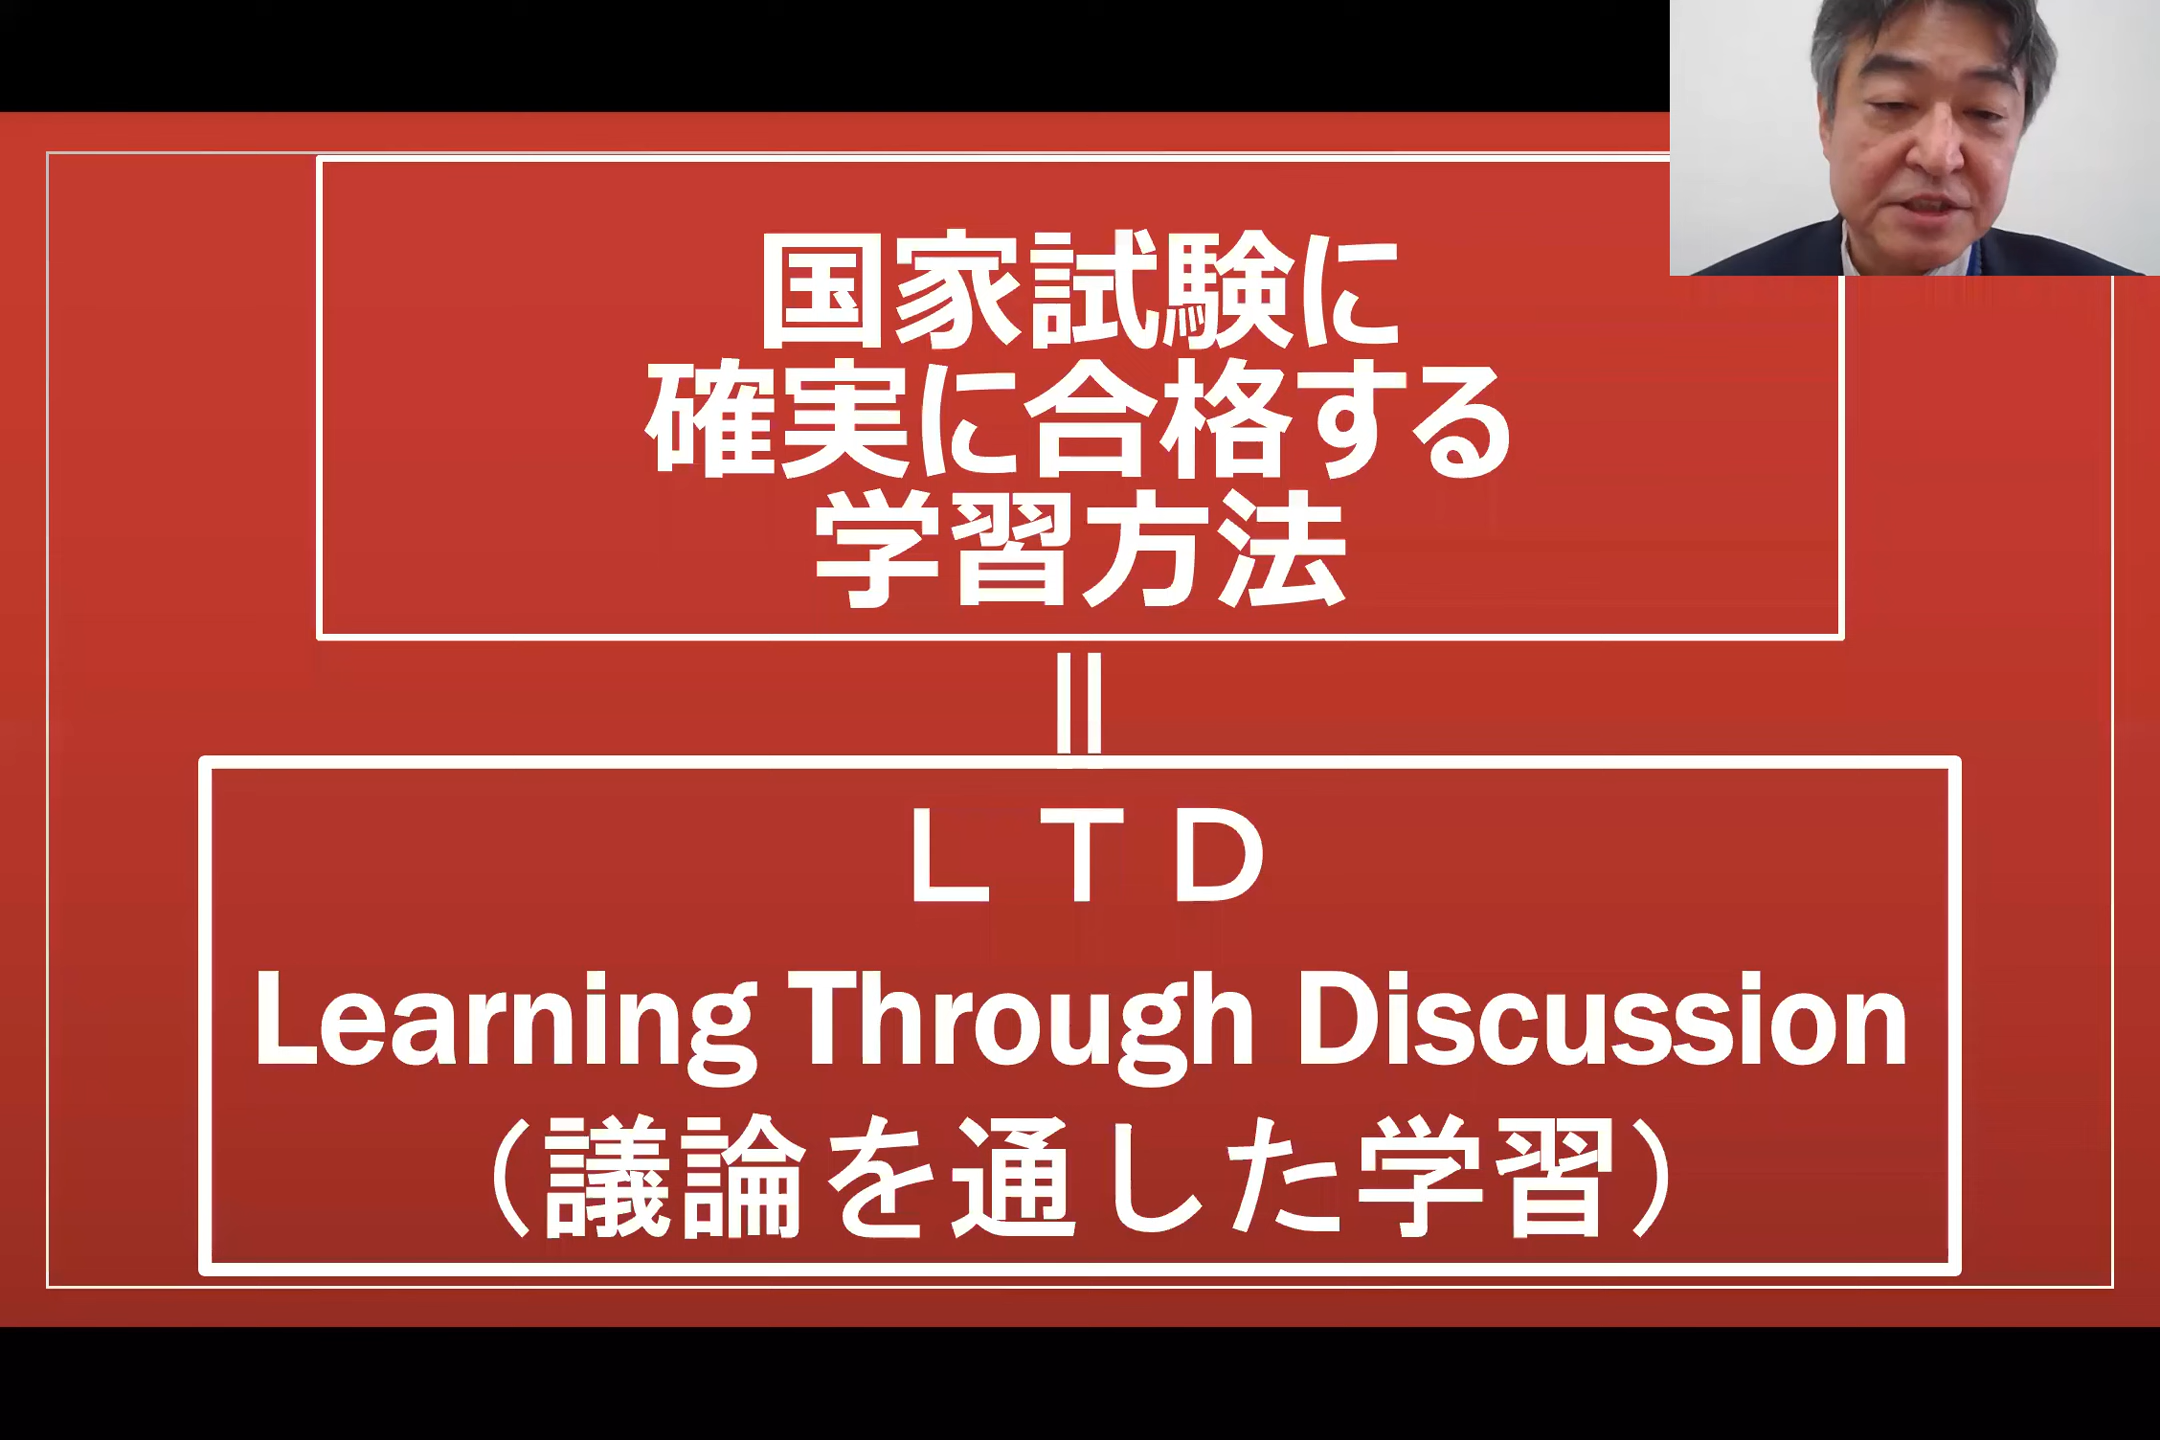 国家試験に
確実に合格する
学習方法
||
ＬＴＤ
Learning Through Discussion
（議論を通した学習）